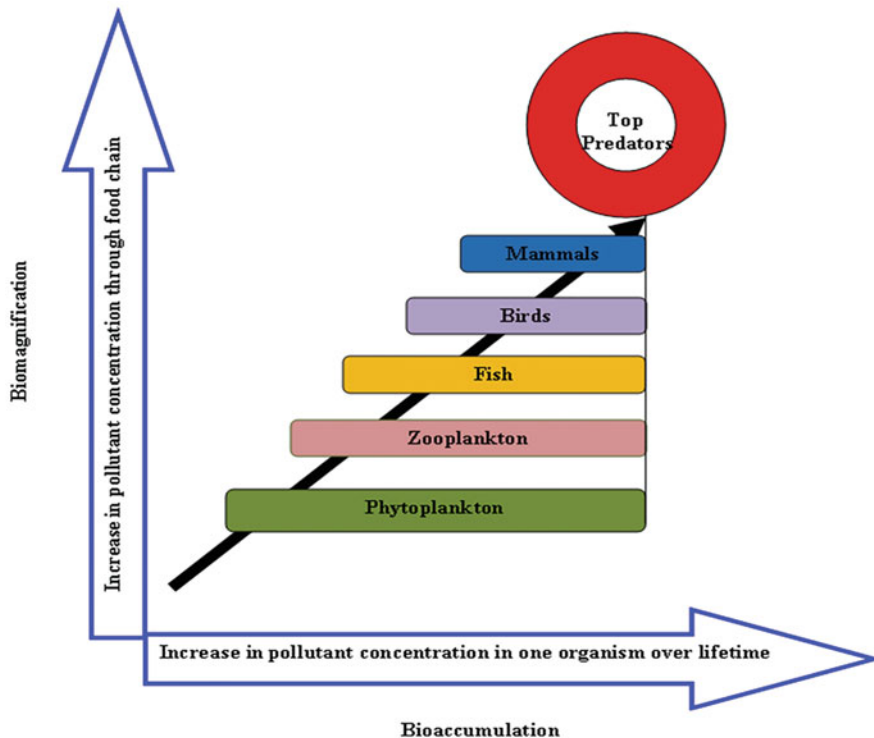 Biomagnification
Increase in pollutant concentration through food chain
Top
Predators
Mammals
Birds
Fish
Zooplankton
Phytoplankton
Increase in pollutant concentration in one organism over lifetime
Bioaccumulation